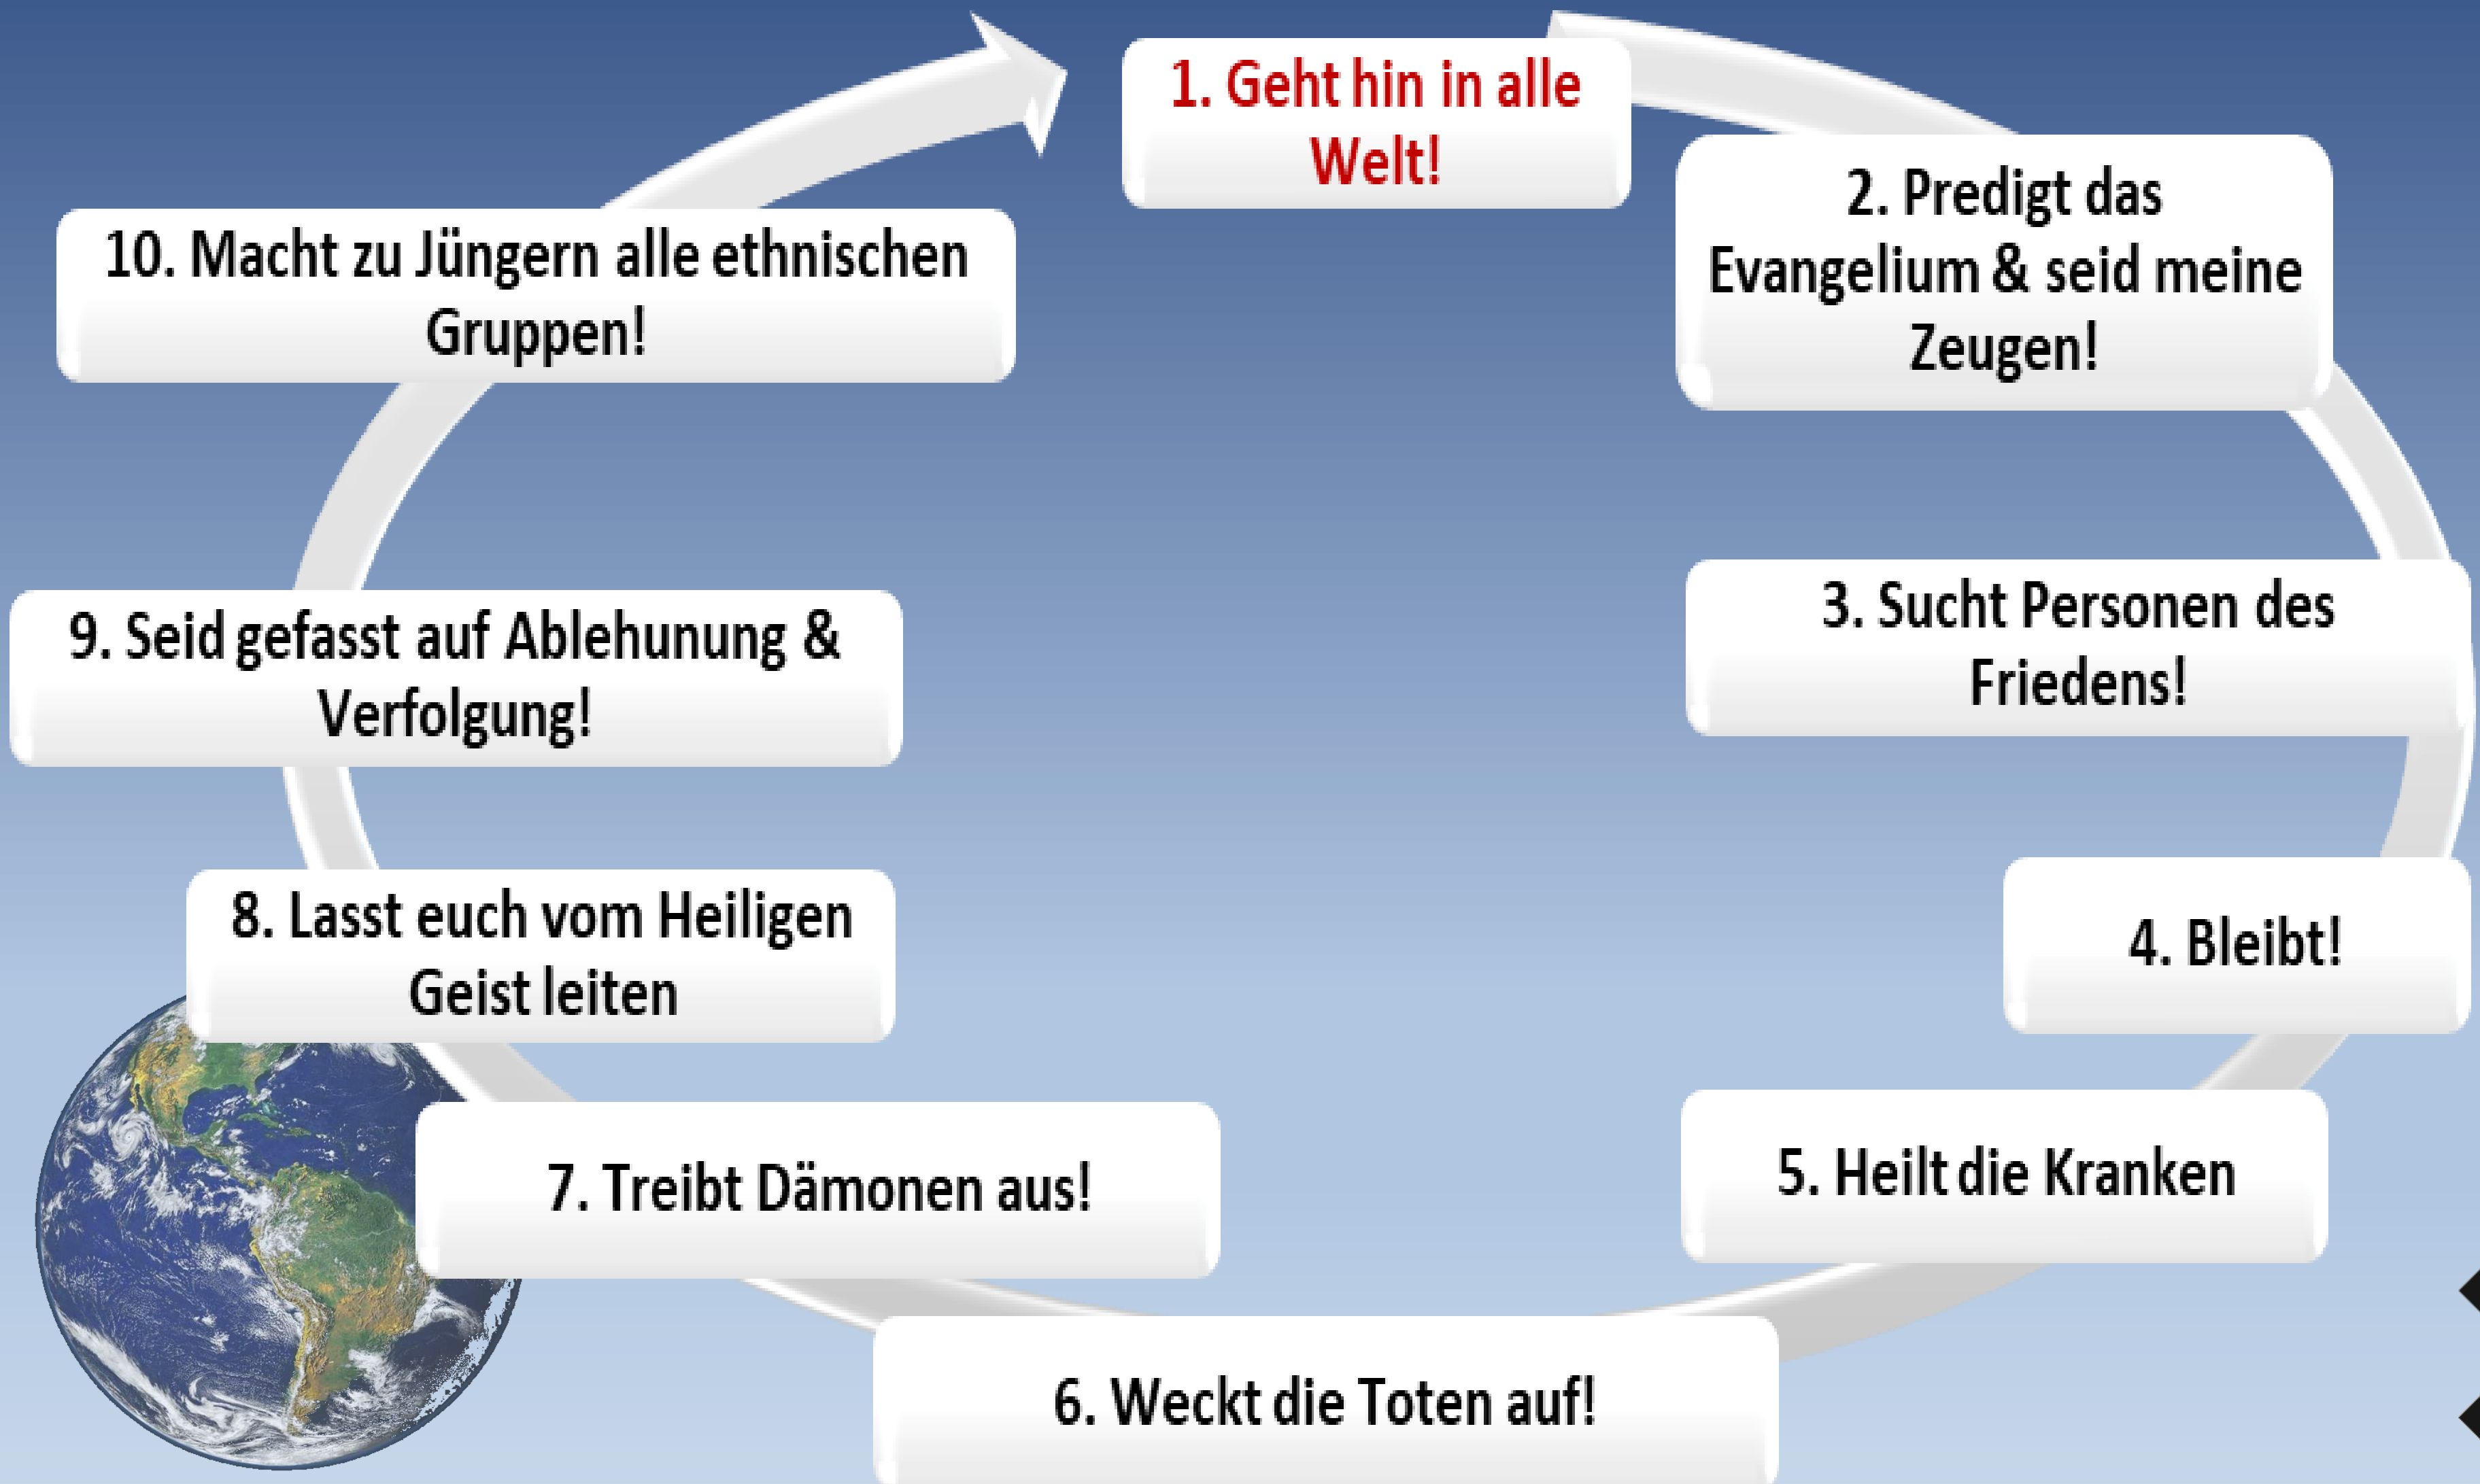 1. Geht hin in alle
Welt!
2. Predigt das
Evangelium & seid meine
Zeugen!
3. Sucht Personen des
Friedens!
4. Bleibt!
5. Heilt die Kranken
6. Weckt die Toten auf!
7. Treibt Dämonen aus!
8. Lasst euch vom Heiligen
Geist leiten
9. Seid gefasst auf Ablehunung &
Verfolgung!
10. Macht zu Jüngern alle ethnischen
Gruppen!